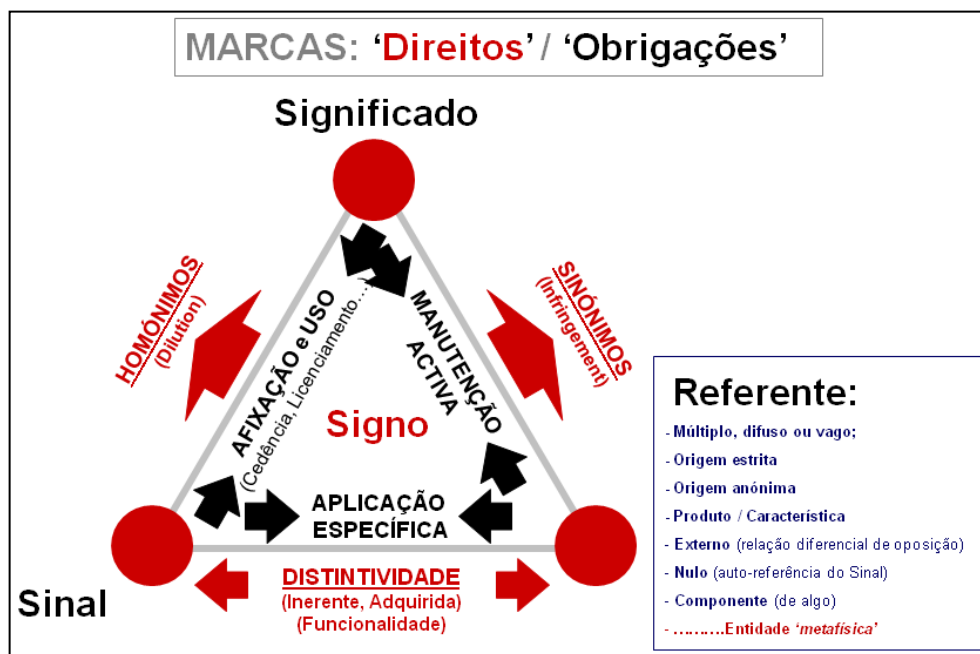 MARCAS: ‘Direitos’ / ‘Obrigações’
Significado
HOMÓNIMOS
(Dilution)
AFIXAÇÃO e USO
(Cedência, Licenciamento...)
MANUTENÇÃO
ACTIVA
SINÓNIMOS
(Infringement)
Signo
APLICAÇÃO
ESPECÍFICA
Sinal
DISTINTIVIDADE
(Inerente, Adquirida)
(Funcionalidade)
Referente:
- Múltiplo, difuso ou vago;
- Origem estrita
- Origem anónima
- Produto / Característica
- Externo (relação diferencial de oposição)
- Nulo (auto-referência do Sinal)
- Componente (de algo)
- ..........Entidade ‘metafísica’